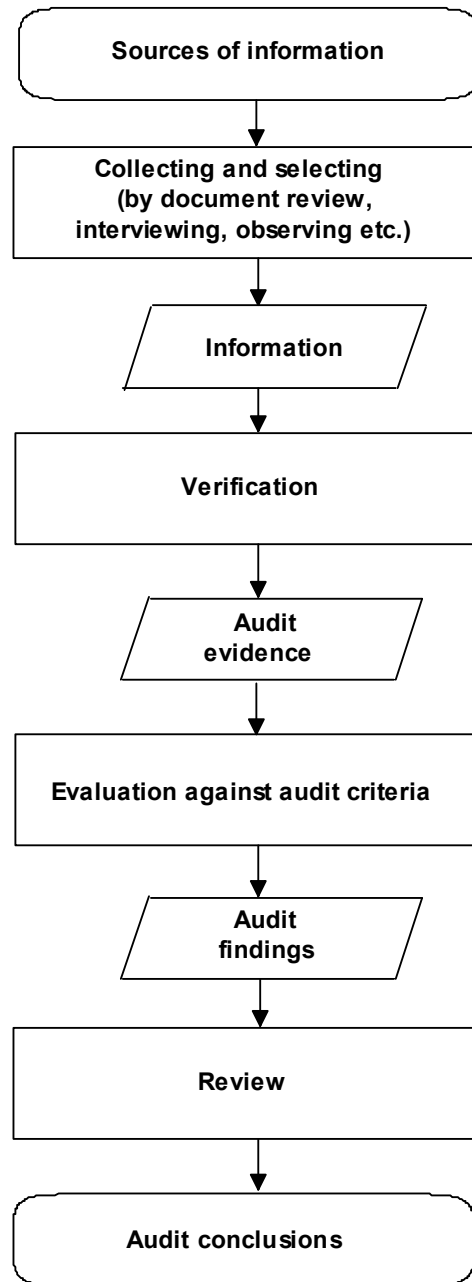 Sources of information
Collecting and selecting
(by document review,
interviewing, observing etc.)
Information
Verification
Audit
evidence
Evaluation against audit criteria
Audit
findings
Review
Audit conclusions